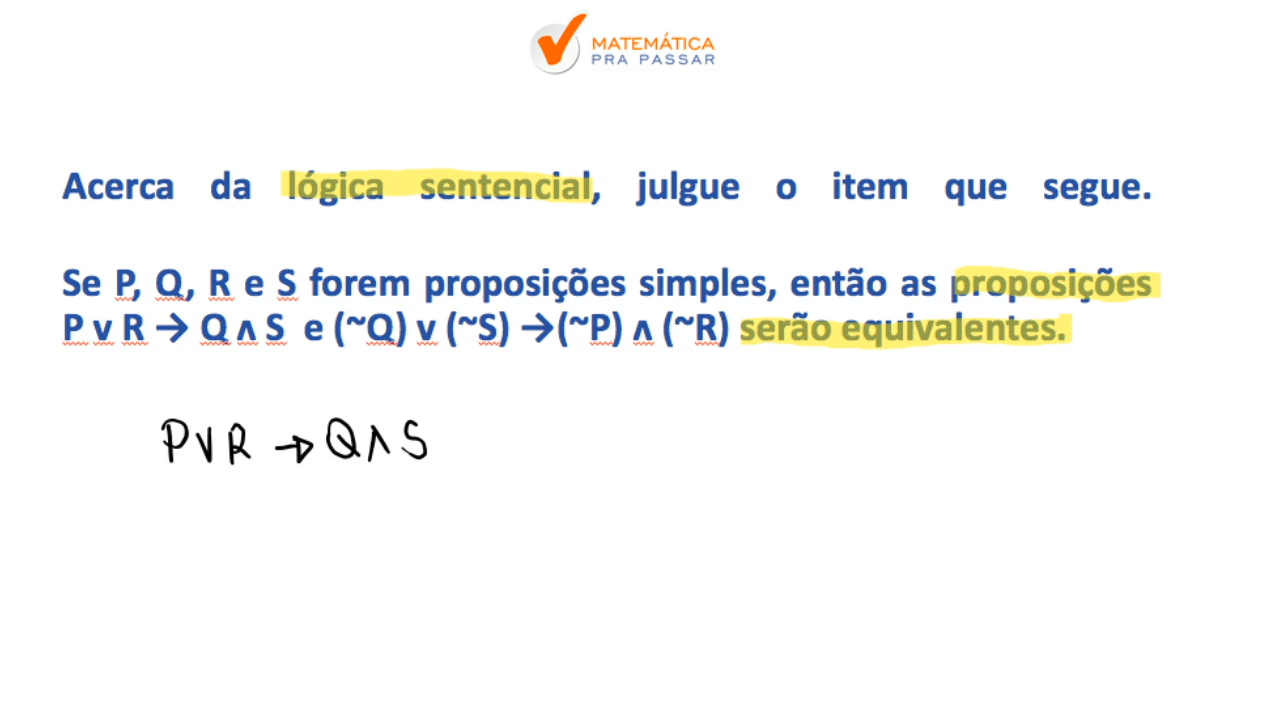 MATEMÁTICA
PRA PASSAR
Acerca da lógica sentencial, julgue o item que segue.
Se P, Q, R e S forem proposições simples, então as proposições
P v R → Q ʌ S e (~Q) v (~S) →(~P) ʌ (~R) serão equivalentes.
P V R → Q ʌ S